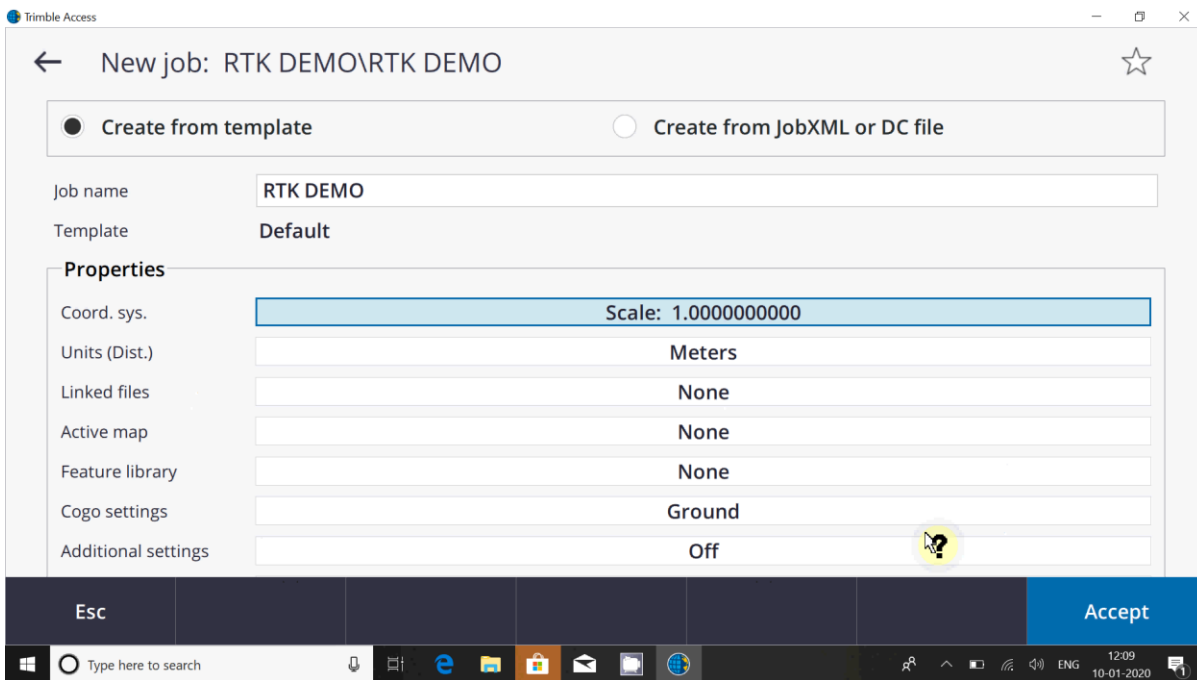 Trimble Access
New job: RTK DEMO\RTK DEMO
Create from template
Create from JobXML or DC file
Job name
RTK DEMO
Template
Default
Properties
Coord. sys.
Scale: 1.0000000000
Units (Dist.)
Meters
Linked files
None
Active map
None
Feature library
None
Cogo settings
Ground
Additional settings
Off
?
Esc
Accept
Type here to search
ENG
12:09
10-01-2020
1